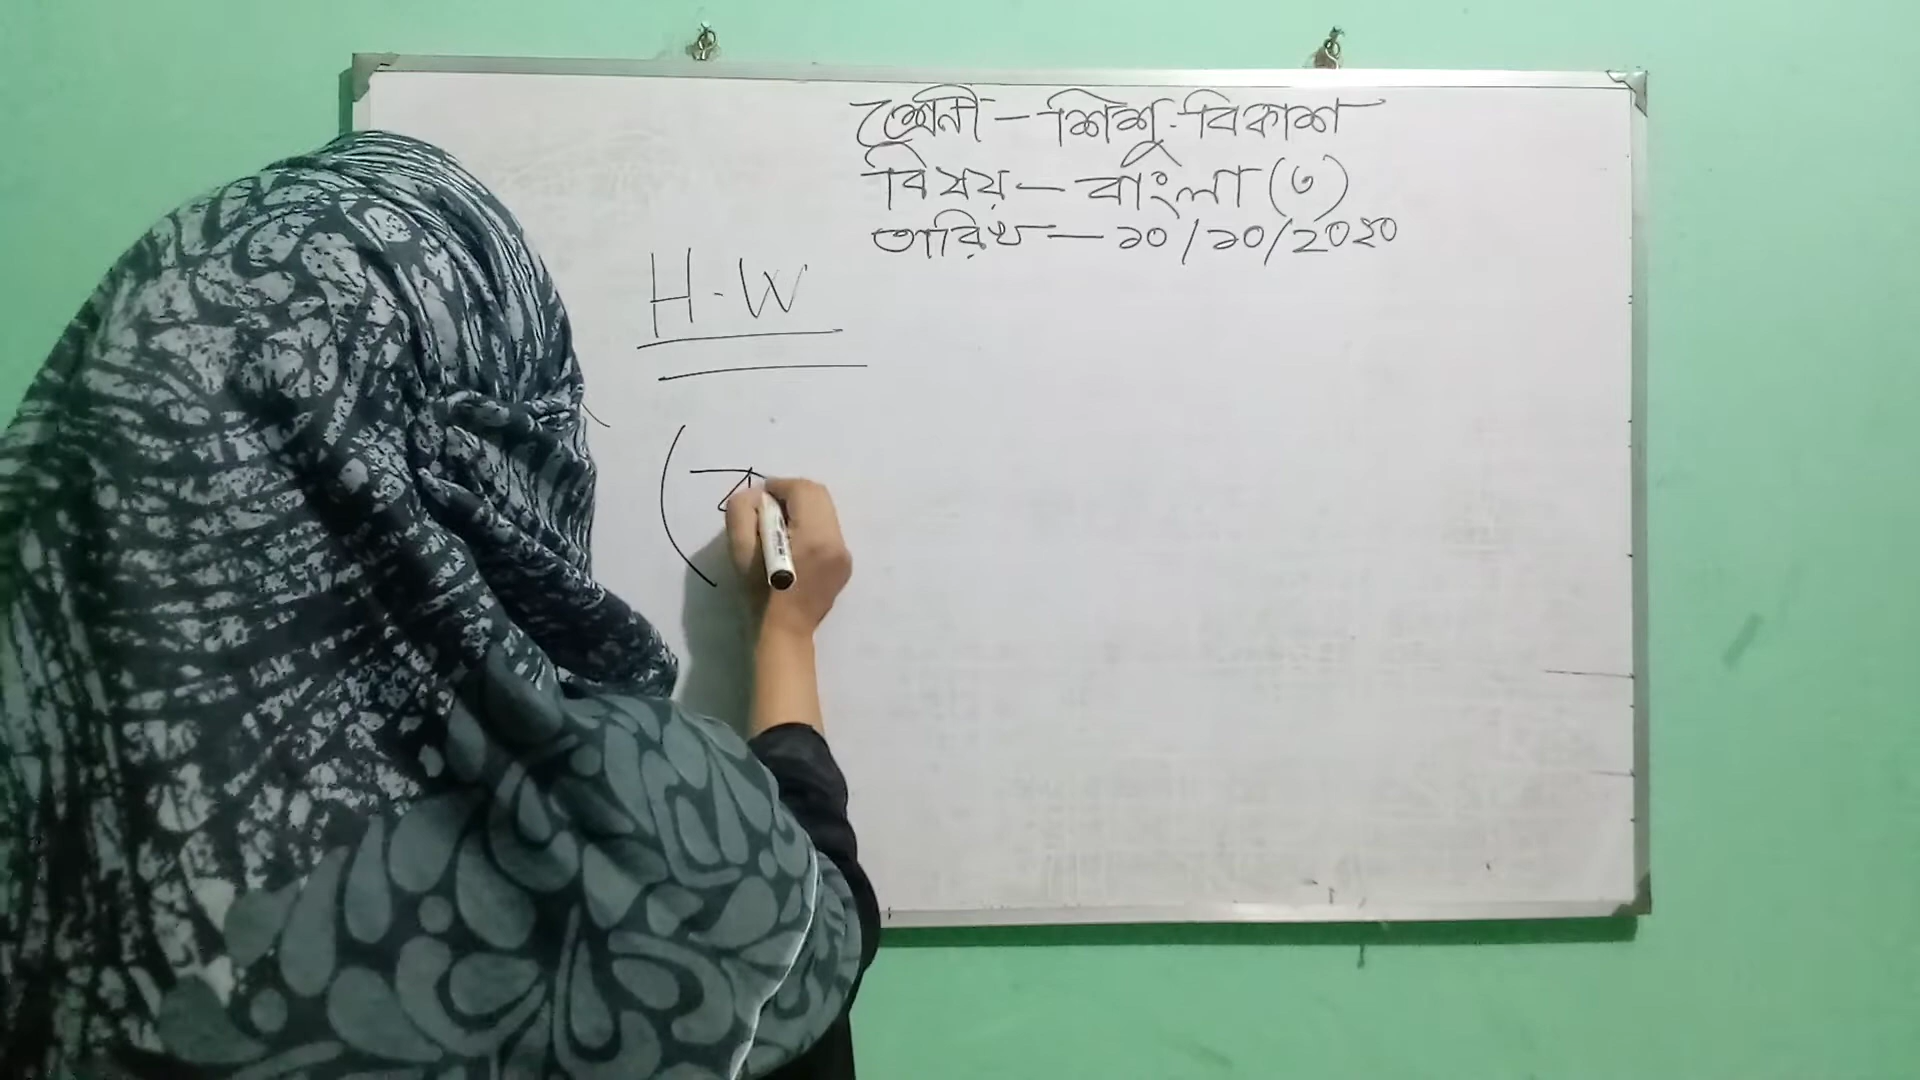 শ্রেনী - শিশু-বিকাশ
বিষয় - বাংলা (৩)
তারিখ - ১০/১০/২০২০
H.W
(ব